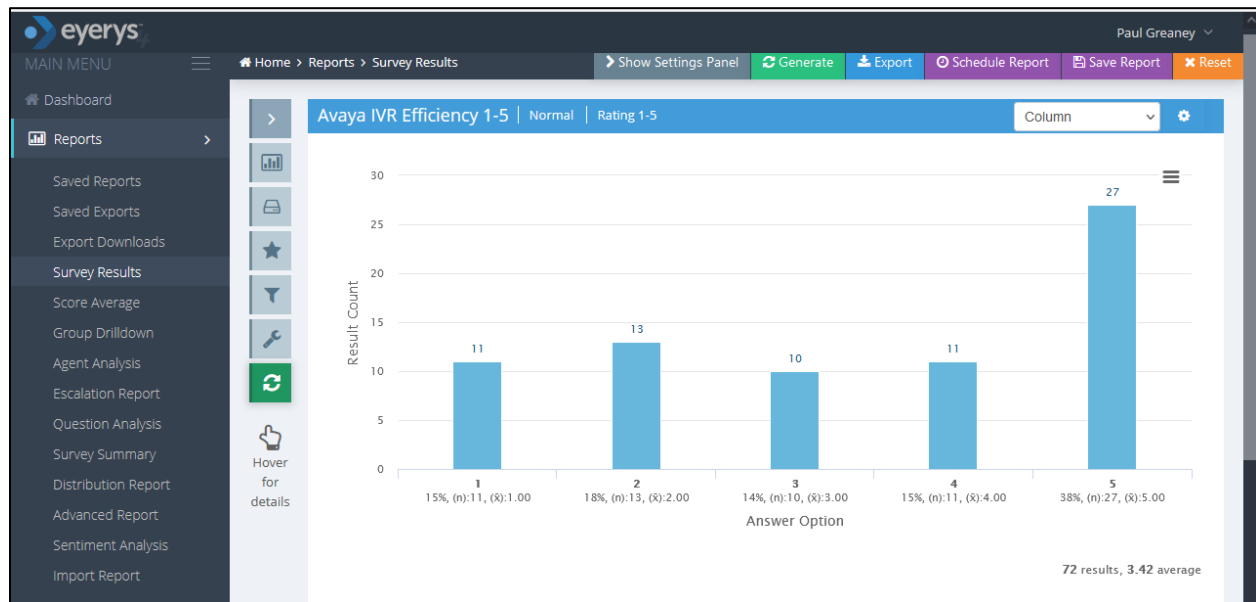 eyerys
Paul Greaney
MAIN MENU
Home > Reports > Survey Results
Show Settings Panel
Generate
Export
Schedule Report
Save Report
Reset
Dashboard
Reports
Saved Reports
Saved Exports
Export Downloads
Survey Results
Score Average
Group Drilldown
Agent Analysis
Escalation Report
Question Analysis
Survey Summary
Distribution Report
Advanced Report
Sentiment Analysis
Import Report
Hover
for
details
Avaya IVR Efficiency 1-5 | Normal | Rating 1-5
Column
Result Count
30
25
20
15
10
5
0
11
13
10
11
27
1
15%, (n):11, (x̄):1.00
2
18%, (n):13, (x̄):2.00
3
14%, (n):10, (x̄):3.00
4
15%, (n):11, (x̄):4.00
5
38%, (n):27, (x̄):5.00
Answer Option
72 results, 3.42 average